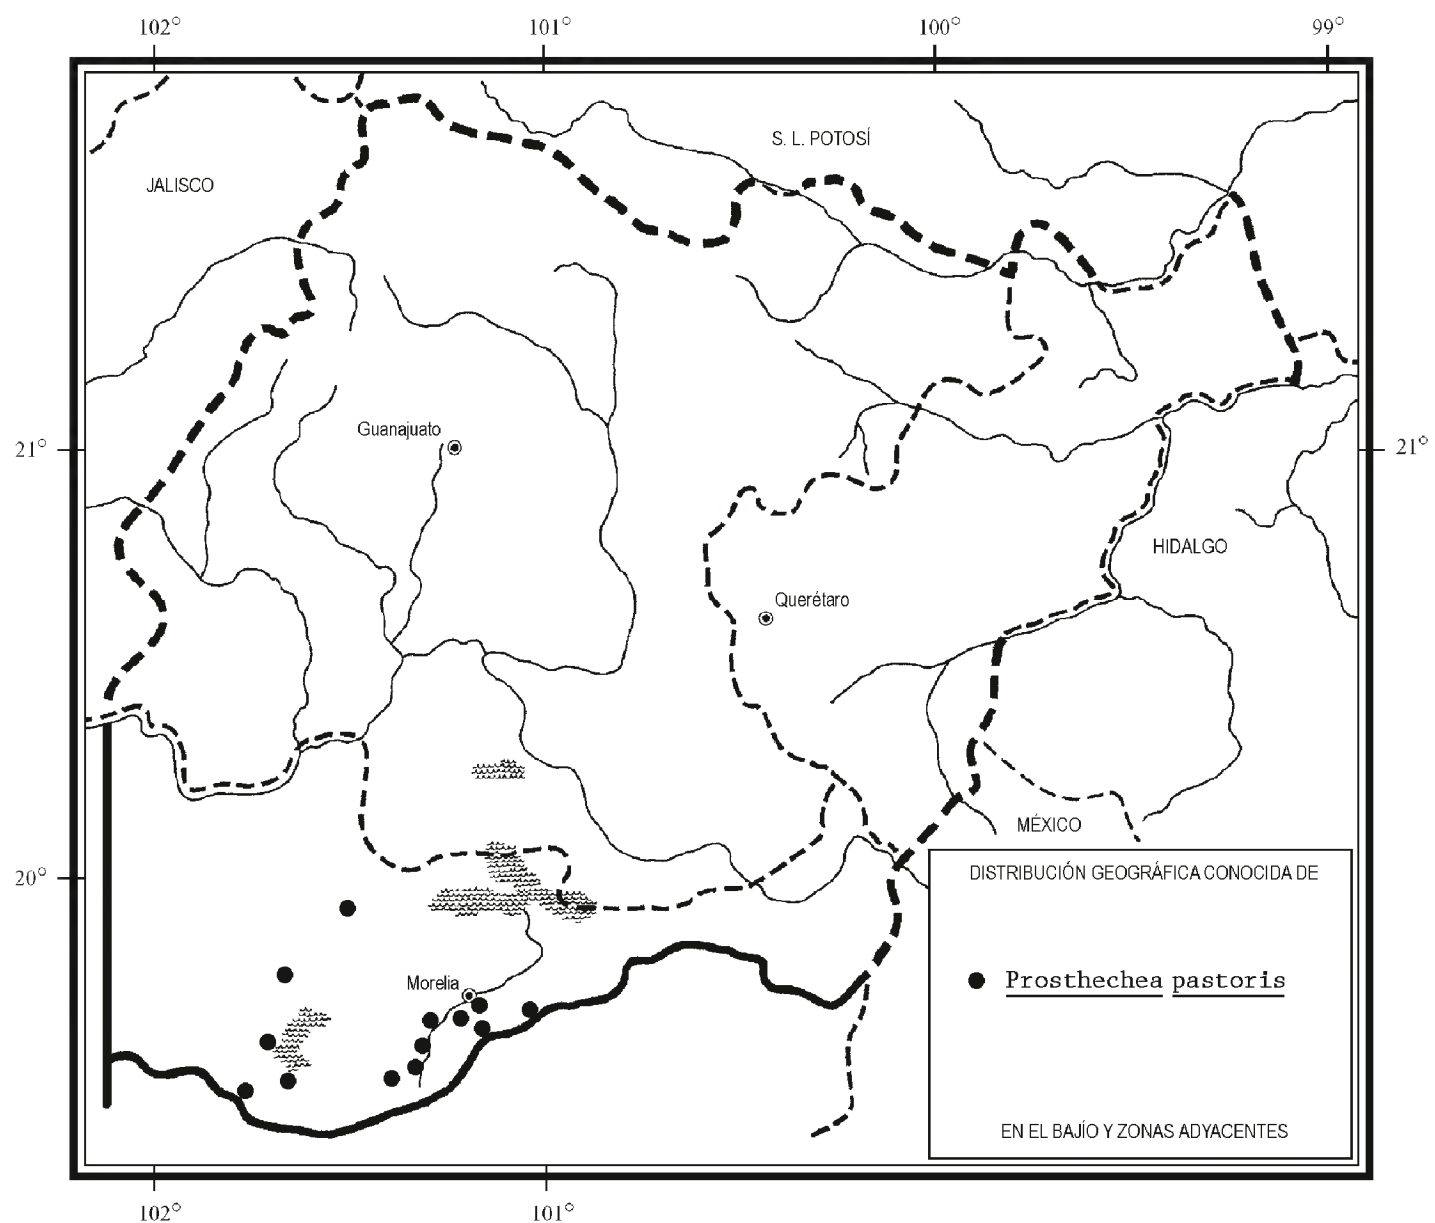 102° 101° 100° 99°
S. L. POTOSÍ
JALISCO
Guanajuato
21° 21°
HIDALGO
Querétaro
MÉXICO
20°
DISTRIBUCIÓN GEOGRÁFICA CONOCIDA DE
Prosthechea pastoris
Morelia
EN EL BAJÍO Y ZONAS ADYACENTES
102° 101°